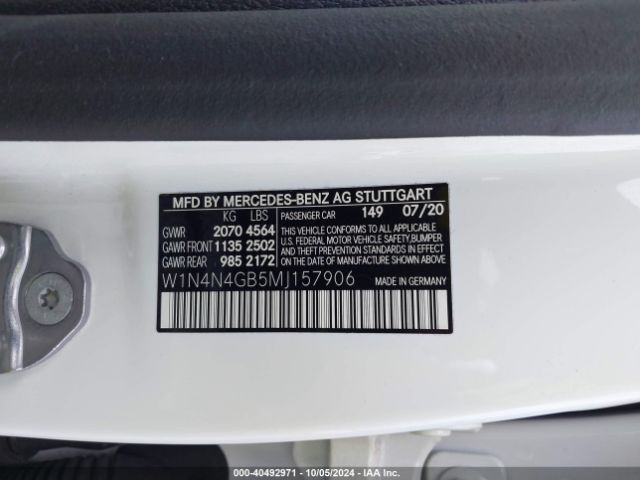 MFD BY MERCEDES-BENZ AG STUTTGART
KG LBS PASSENGER CAR 149 07/20
GVWR 2070 4564
GAWR FRONT 1135 2502
GAWR REAR 985 2172
THIS VEHICLE CONFORMS TO ALL APPLICABLE
U.S. FEDERAL MOTOR VEHICLE SAFETY,BUMPER
AND THEFT PREVENTION STANDARDS IN EFFECT
ON THE DATE OF MANUFACTURE SHOWN ABOVE
W1N4N4GB5MJ157906 MADE IN GERMANY
000-40492971 - 10/05/2024 - IAA Inc.